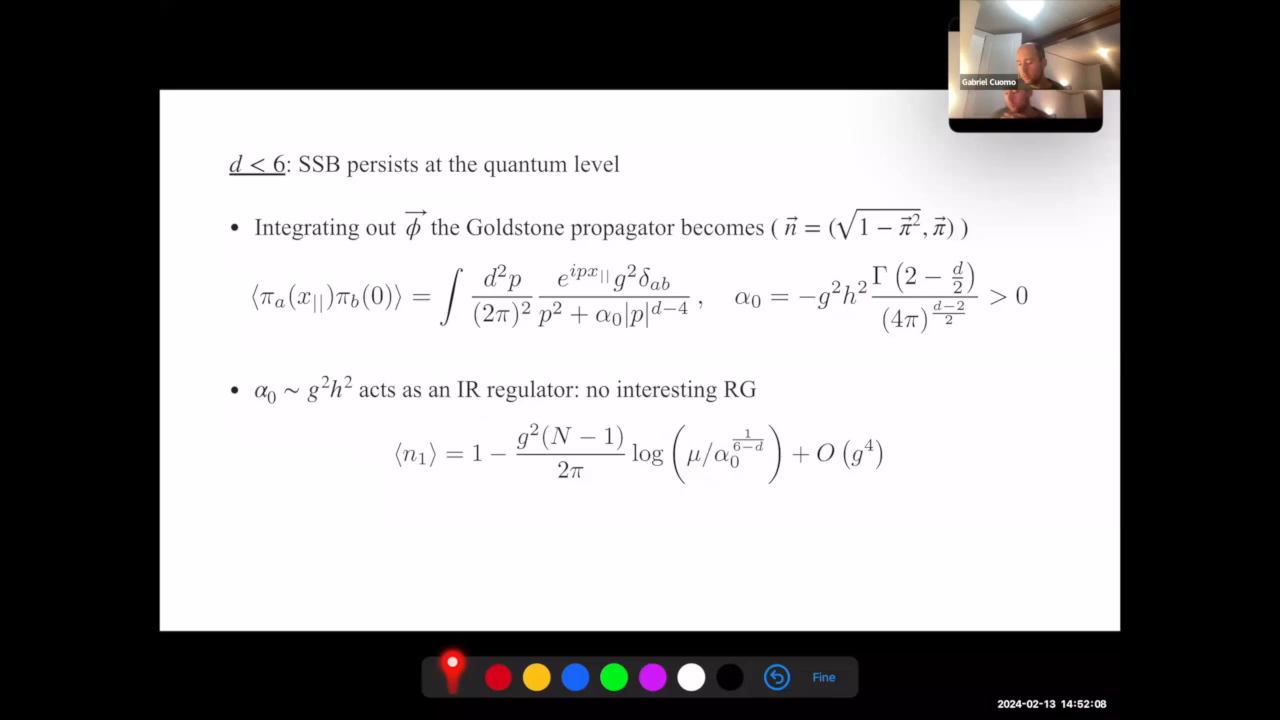 Gabriel Cuomo
d < 6: SSB persists at the quantum level
• Integrating out $\overrightarrow{\phi}$ the Goldstone propagator becomes ( $\vec{n} = (\sqrt{1 - \vec{\pi}^2}, \vec{\pi})$ )
$\langle \pi_a(x_{||})\pi_b(0)\rangle = \int \frac{d^2p}{(2\pi)^2} \frac{e^{ipx_{||}} g^2 \delta_{ab}}{p^2 + \alpha_0 |p|^{d-4}}\,, \quad \alpha_0 = -g^2h^2 \frac{\Gamma\left(2 - \frac{d}{2}\right)}{(4\pi)^{\frac{d-2}{2}}} > 0$
• $\alpha_0 \sim g^2h^2$ acts as an IR regulator: no interesting RG
$\langle n_1 \rangle = 1 - \frac{g^2(N-1)}{2\pi} \log\left(\mu/\alpha_0^{\frac{1}{6-d}}\right) + O\left(g^4\right)$
Fine
2024-02-13 14:52:08